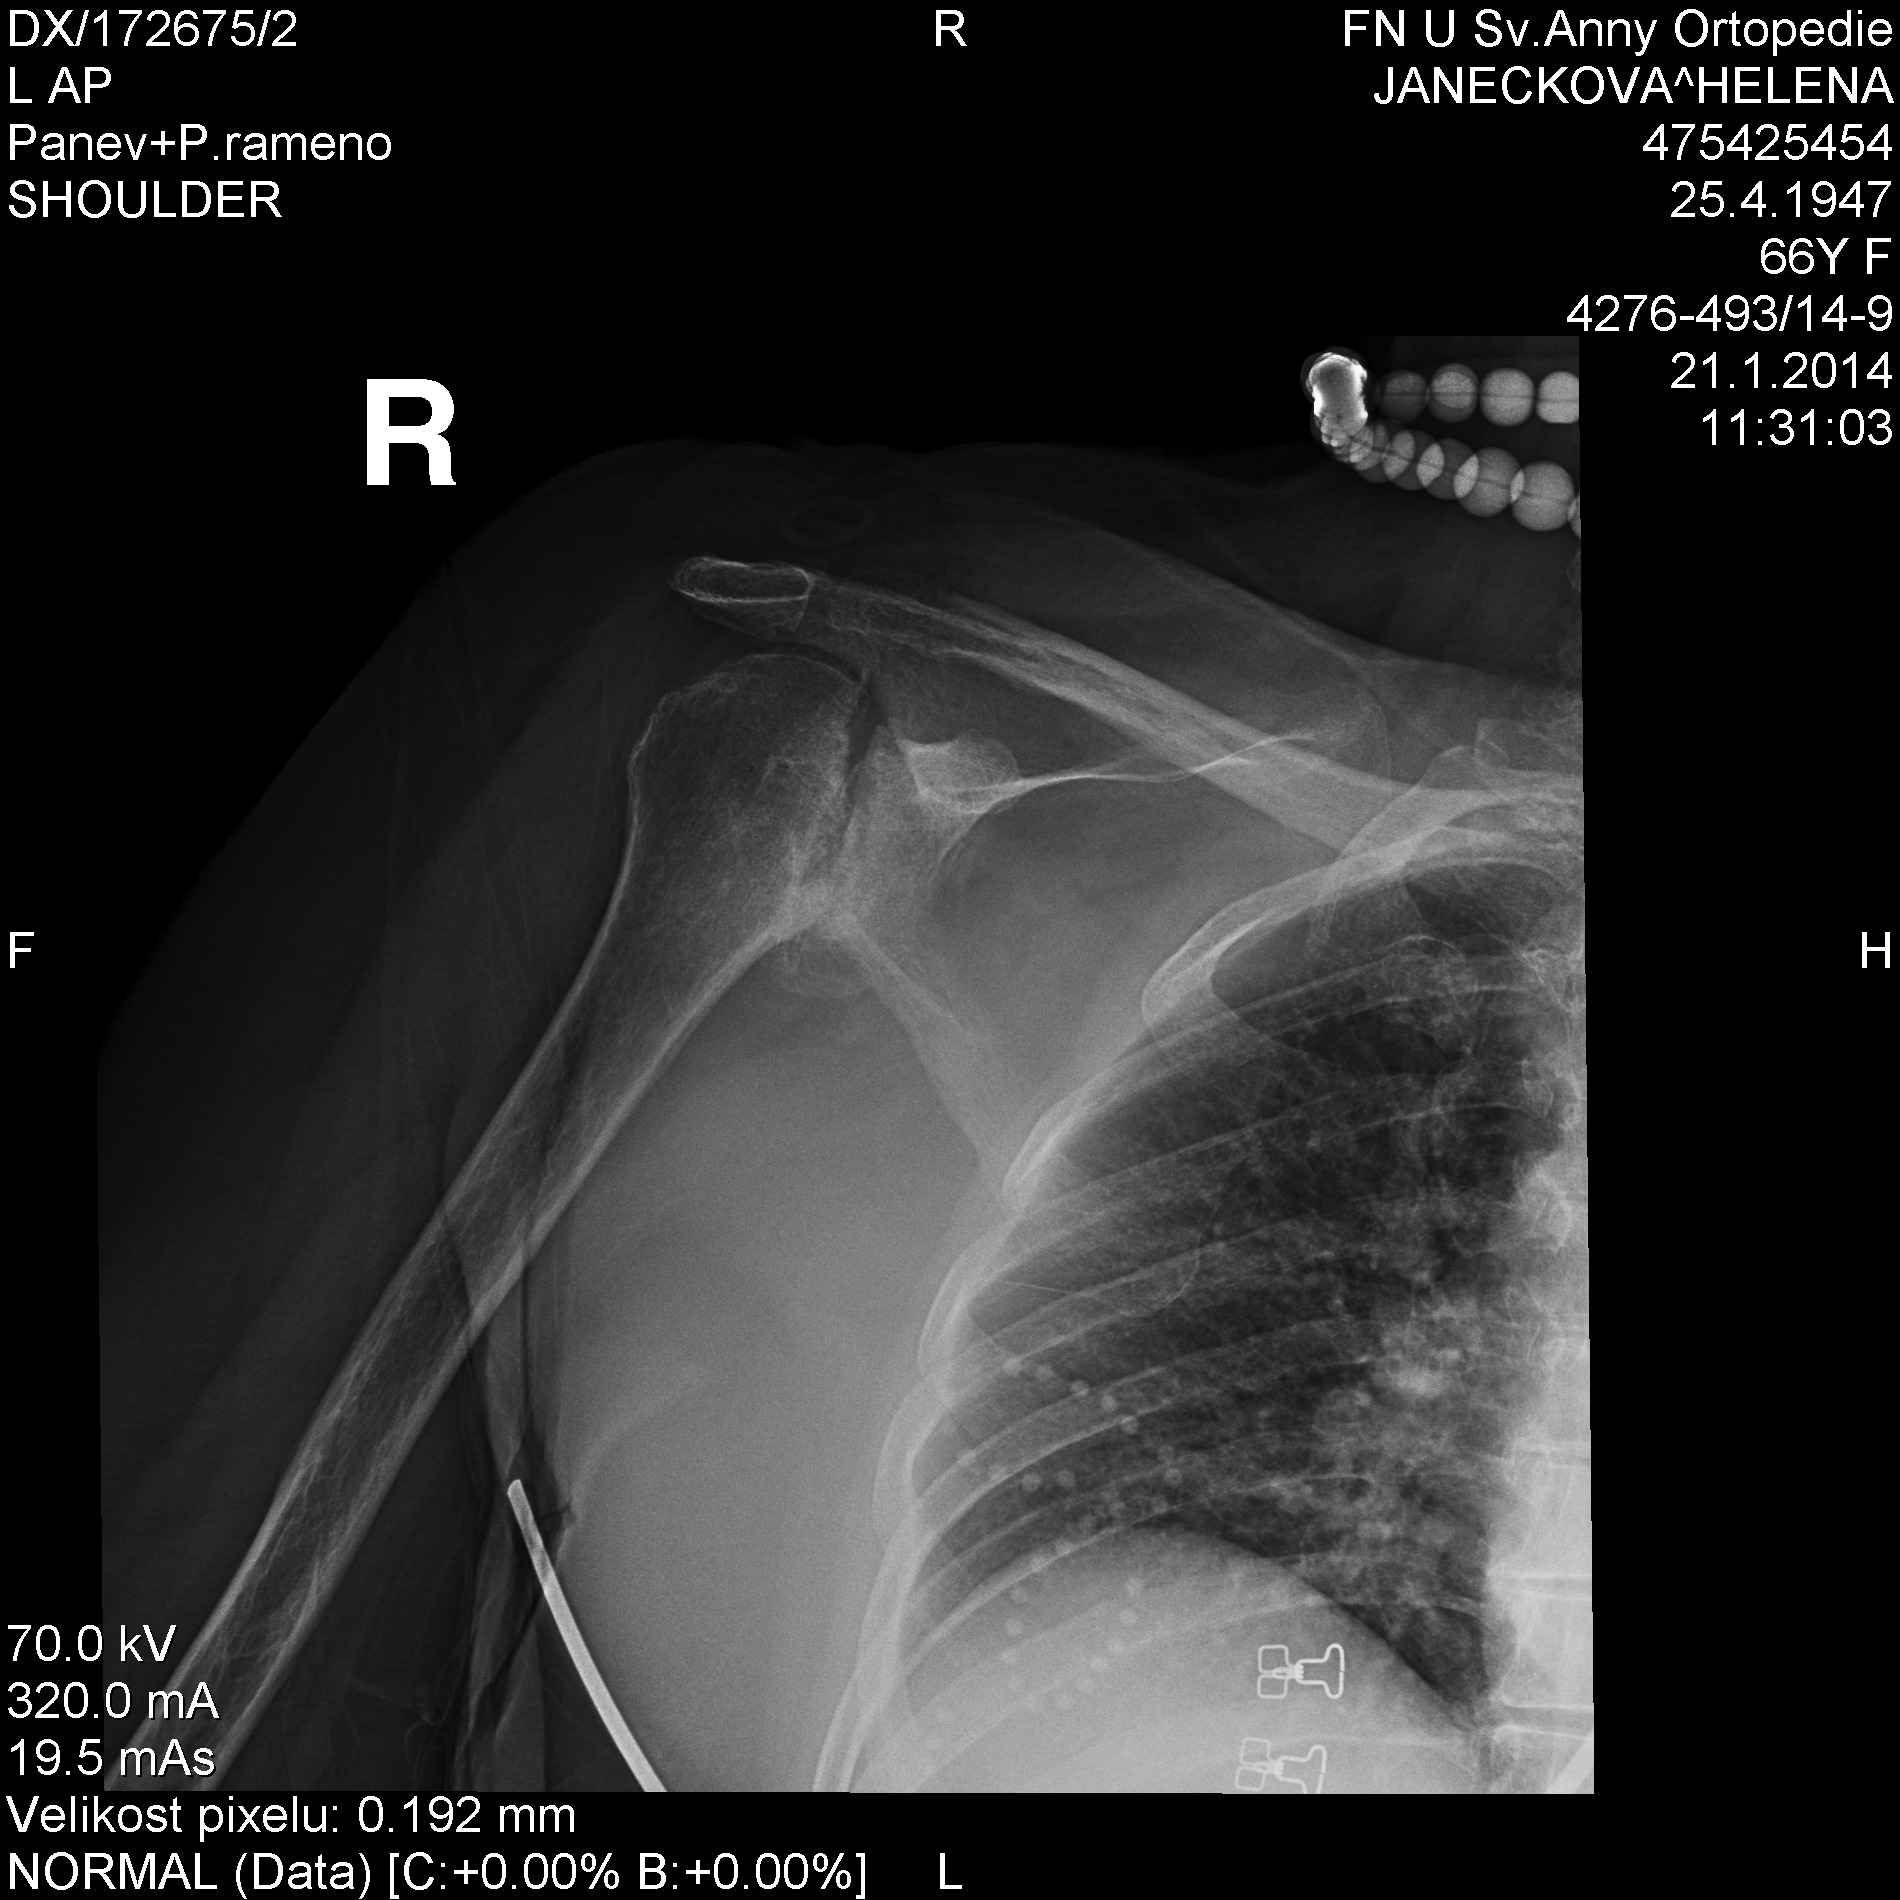 DX/172675/2
L AP
Panev+P.rameno
SHOULDER
R
FN U Sv.Anny Ortopedie
JANECKOVA^HELENA
475425454
25.4.1947
66Y F
4276-493/14-9
21.1.2014
11:31:03
R
F
H
70.0 kV
320.0 mA
19.5 mAs
Velikost pixelu: 0.192 mm
NORMAL (Data) [C:+0.00% B:+0.00%]
L